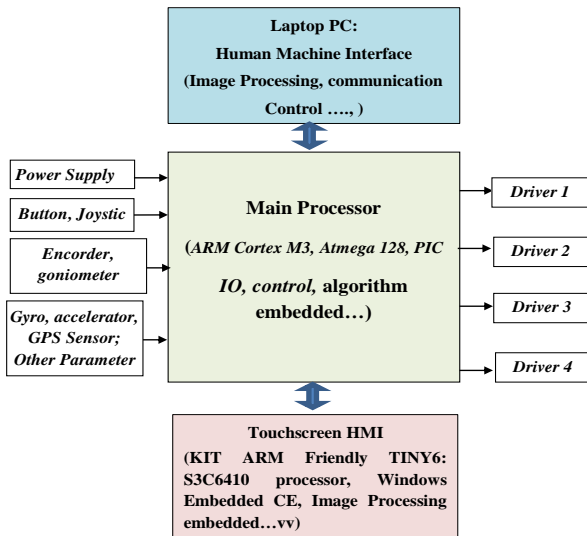 Laptop PC:
Human Machine Interface
(Image Processing, communication
Control …., )
Power Supply
Button, Joystic
Encorder,
goniometer
Gyro, accelerator,
GPS Sensor;
Other Parameter
Main Processor
(ARM Cortex M3, Atmega 128, PIC
IO, control, algorithm
embedded…)
Driver 1
Driver 2
Driver 3
Driver 4
Touchscreen HMI
(KIT ARM Friendly TINY6:
S3C6410 processor, Windows
Embedded CE, Image Processing
embedded…vv)